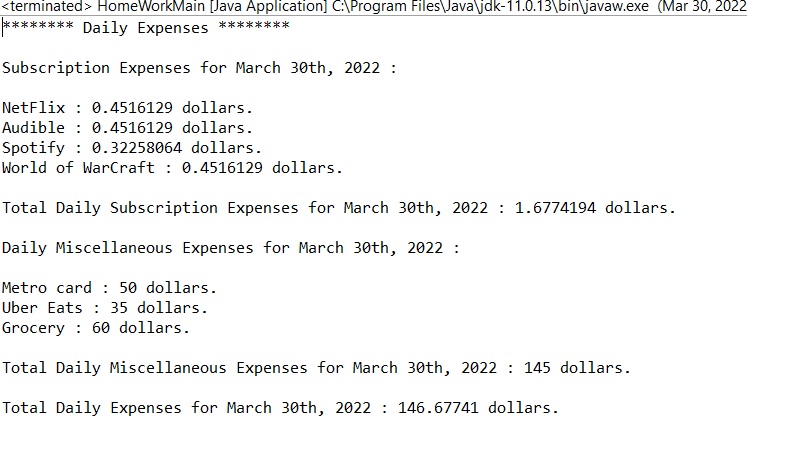 <terminated> HomeWorkMain [Java Application] C:\Program Files\Java\jdk-11.0.13\bin\javaw.exe (Mar 30, 2022
******** Daily Expenses ********
Subscription Expenses for March 30th, 2022 :
NetFlix : 0.4516129 dollars.
Audible : 0.4516129 dollars.
Spotify : 0.32258064 dollars.
World of WarCraft : 0.4516129 dollars.
Total Daily Subscription Expenses for March 30th, 2022 : 1.6774194 dollars.
Daily Miscellaneous Expenses for March 30th, 2022 :
Metro card : 50 dollars.
Uber Eats : 35 dollars.
Grocery : 60 dollars.
Total Daily Miscellaneous Expenses for March 30th, 2022 : 145 dollars.
Total Daily Expenses for March 30th, 2022 : 146.67741 dollars.